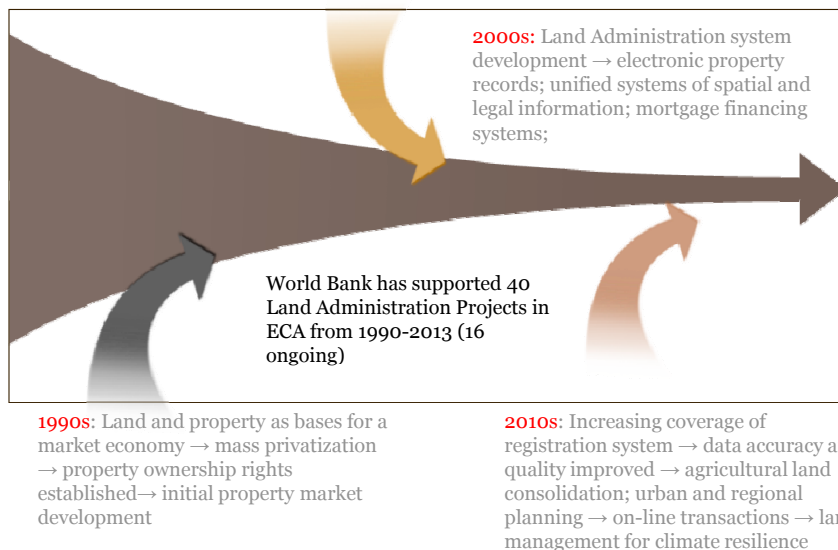 2000s: Land Administration system
development → electronic property
records; unified systems of spatial and
legal information; mortgage financing
systems;
World Bank has supported 40
Land Administration Projects in
ECA from 1990-2013 (16
ongoing)
1990s: Land and property as bases for a
market economy → mass privatization
→ property ownership rights
established→ initial property market
development
2010s: Increasing coverage of
registration system → data accuracy
quality improved → agricultural land
consolidation; urban and regional
planning → on-line transactions →
management for climate resilience